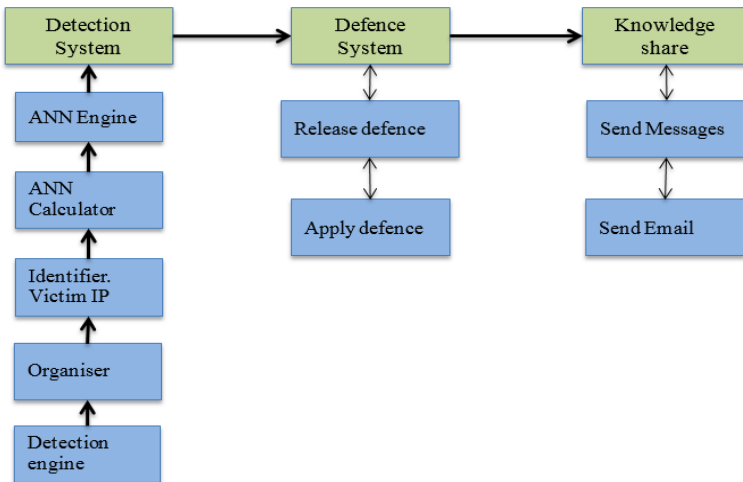 Detection
System
Defence
System
Knowledge
share
ANN Engine
ANN
Calculator
Identifier.
Victim IP
Organiser
Detection
engine
Release defence
Apply defence
Send Messages
Send Email